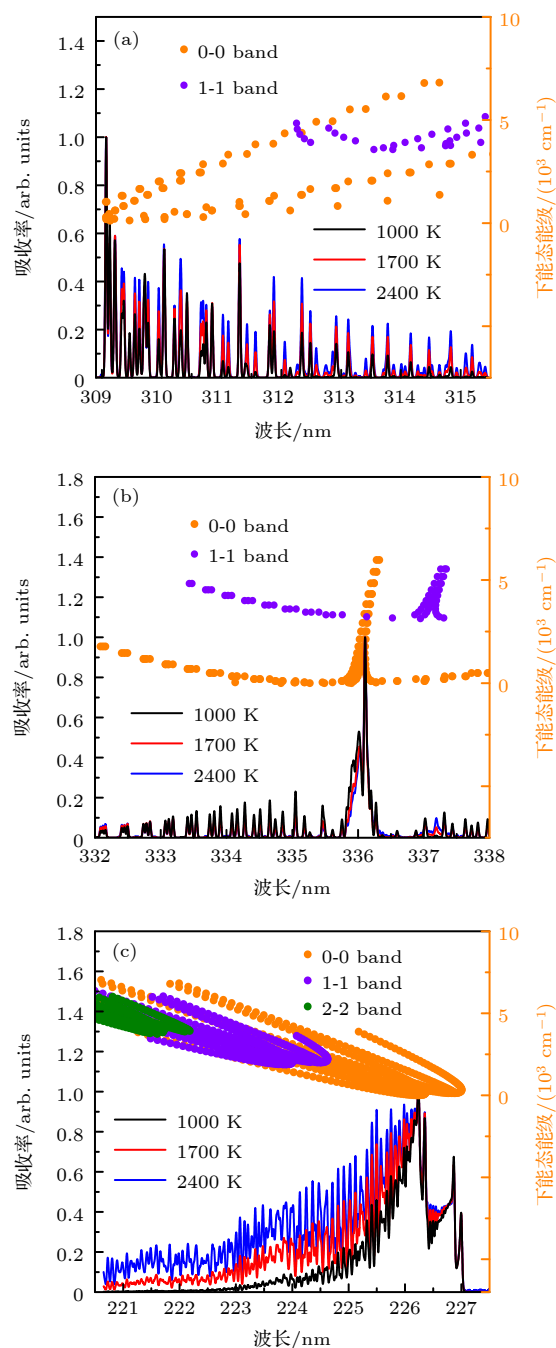 (a)
1.4
1.2
1.0
0.8
0.6
0.4
0.2
0
吸收率/arb. units
0-0 band
1-1 band
1000 K
1700 K
2400 K
10
5
0
下能态能级/(10³ cm⁻¹)
309 310 311 312 313 314 315
波长/nm
(b)
1.8
1.6
1.4
1.2
1.0
0.8
0.6
0.4
0.2
0
吸收率/arb. units
0-0 band
1-1 band
1000 K
1700 K
2400 K
10
5
0
下能态能级/(10³ cm⁻¹)
332 333 334 335 336 337 338
波长/nm
(c)
1.8
1.6
1.4
1.2
1.0
0.8
0.6
0.4
0.2
0
吸收率/arb. units
0-0 band
1-1 band
2-2 band
1000 K
1700 K
2400 K
10
5
0
下能态能级/(10³ cm⁻¹)
221 222 223 224 225 226 227
波长/nm